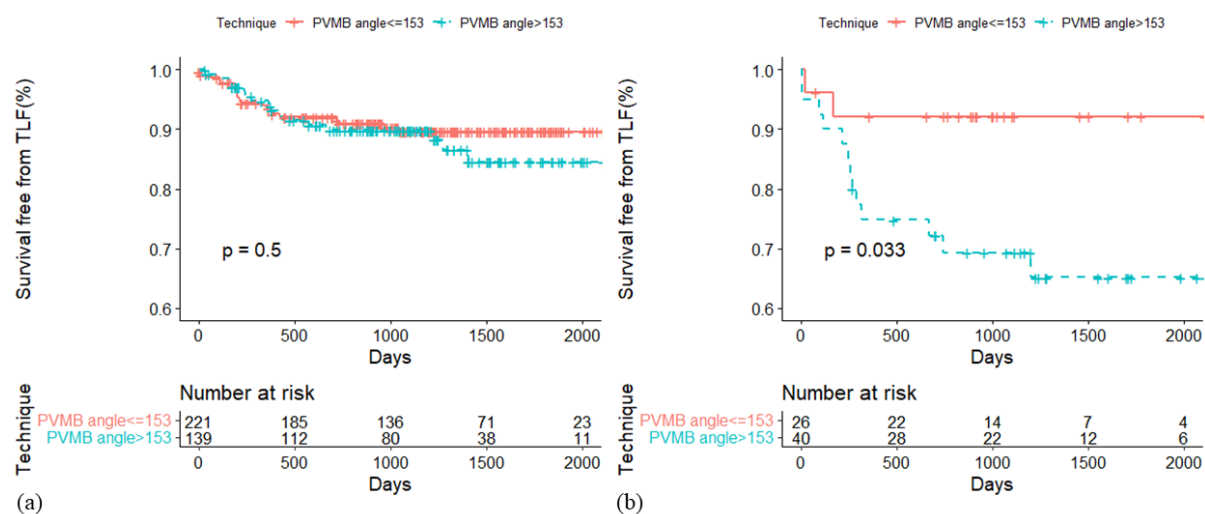 Technique PVMB angle<=153 PVMB angle>153
Survival free from TLF(%)
1.0
0.9
0.8
0.7
0.6
p = 0.5
0 500 1000 1500 2000
Days
Technique
Number at risk
PVMB angle<=153 221 185 136 71 23
PVMB angle>153 139 112 80 38 11
0 500 1000 1500 2000
Days
(a)
Technique PVMB angle<=153 PVMB angle>153
Survival free from TLF(%)
1.0
0.9
0.8
0.7
0.6
p = 0.033
0 500 1000 1500 2000
Days
Technique
Number at risk
PVMB angle<=153 26 22 14 7 4
PVMB angle>153 40 28 22 12 6
0 500 1000 1500 2000
Days
(b)